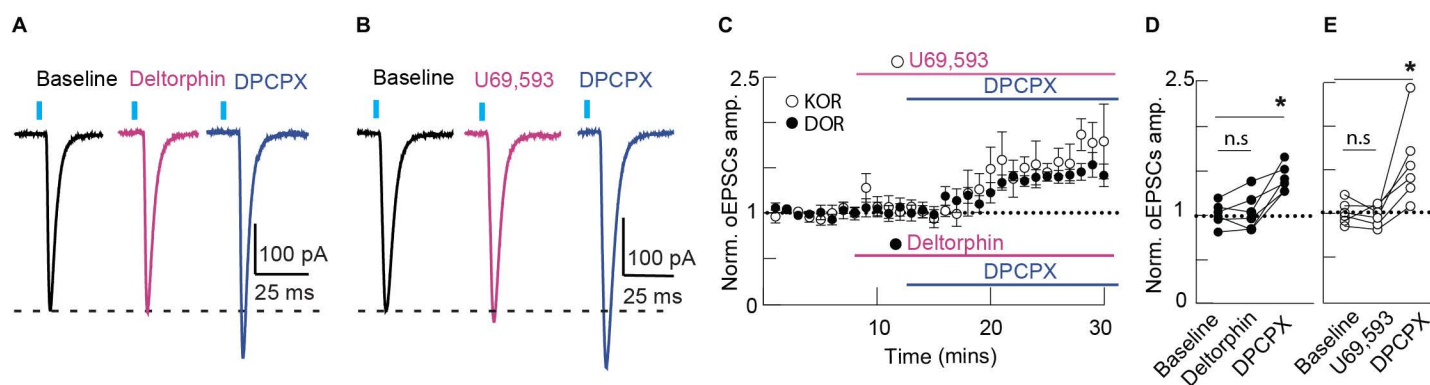 A
Baseline
Deltorphin
DPCPX
100 pA
25 ms
B
Baseline
U69,593
DPCPX
100 pA
25 ms
C
U69,593
DPCPX
KOR
DOR
Deltorphin
DPCPX
Norm. oEPSCs amp.
2.5
1
0
10
20
30
Time (mins)
D
*
n.s
Norm. oEPSCs amp.
2.5
1
0
Baseline
Deltorphin
DPCPX
E
*
n.s
Baseline
U69,593
DPCPX